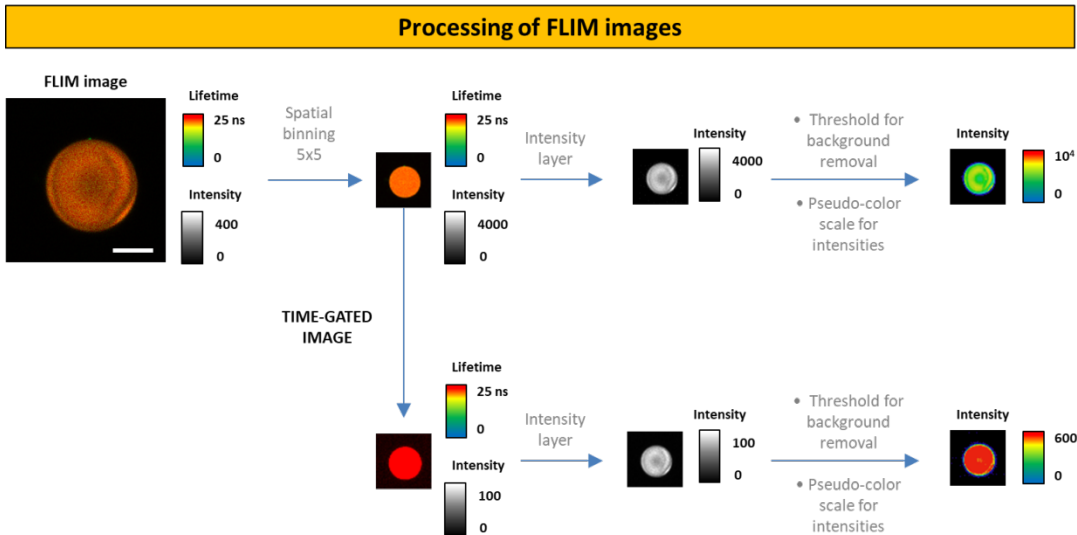 Processing of FLIM images
FLIM image
Lifetime
25 ns
0
Intensity
400
0
Spatial
binning
5x5
Lifetime
25 ns
0
Intensity
4000
0
Intensity
layer
Intensity
4000
0
• Threshold for
background
removal
• Pseudo-color
scale for
intensities
Intensity
10⁴
0
TIME-GATED
IMAGE
Lifetime
25 ns
0
Intensity
100
0
Intensity
layer
Intensity
100
0
• Threshold for
background
removal
• Pseudo-color
scale for
intensities
Intensity
600
0